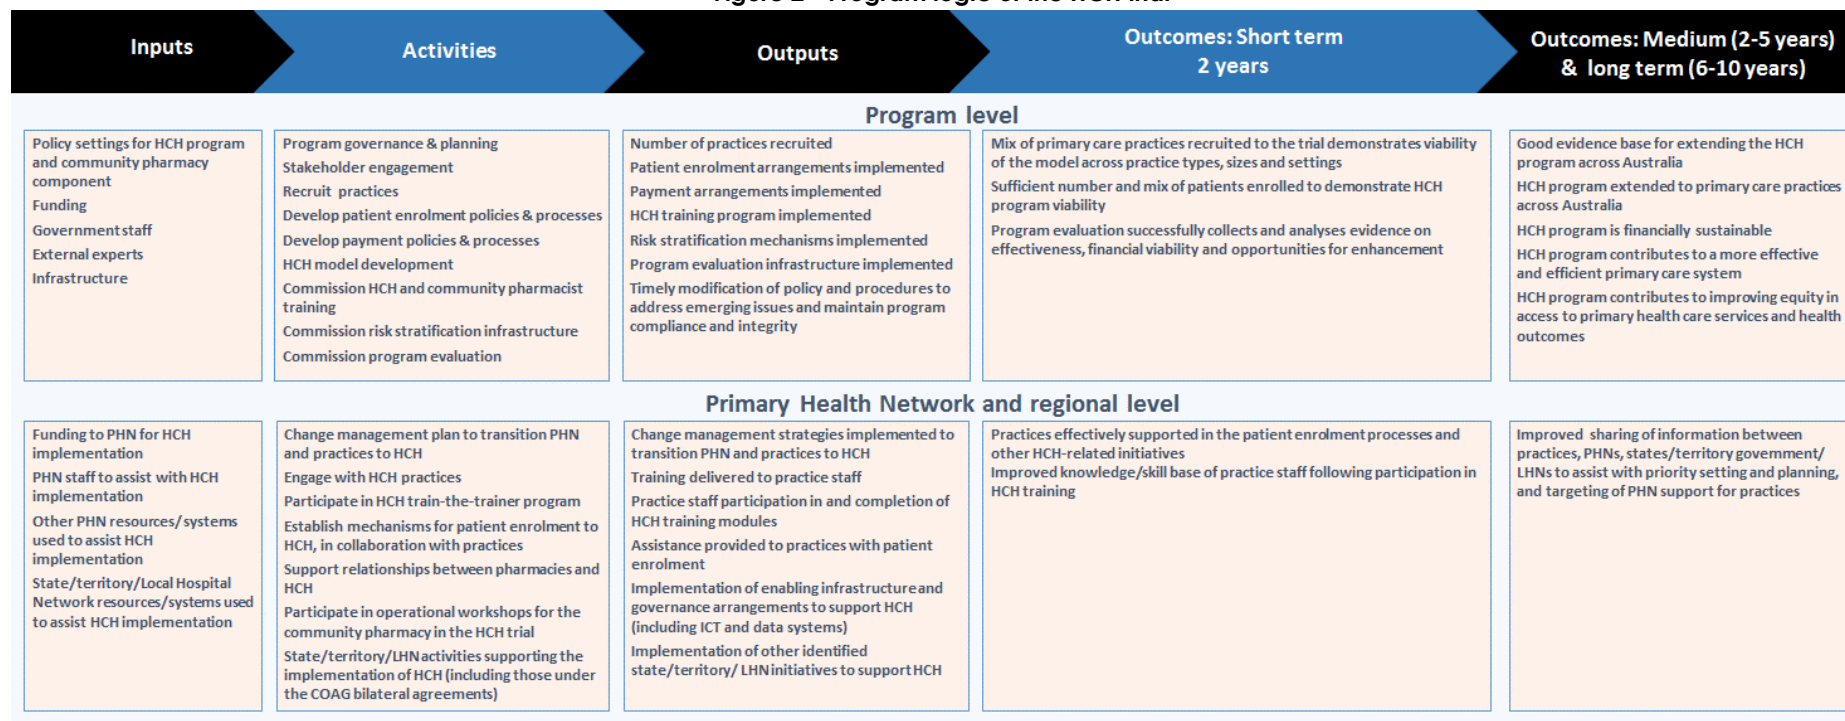 Inputs
Activities
Outputs
Outcomes: Short term
2 years
Outcomes: Medium (2-5 years)
& long term (6-10 years)
Program level
Policy settings for HCH program
and community pharmacy
component
Funding
Government staff
External experts
Infrastructure
Program governance & planning
Stakeholder engagement
Recruit practices
Develop patient enrolment policies & processes
Develop payment policies & processes
HCH model development
Commission HCH and community pharmacist
training
Commission risk stratification infrastructure
Commission program evaluation
Number of practices recruited
Patient enrolment arrangements implemented
Payment arrangements implemented
HCH training program implemented
Risk stratification mechanisms implemented
Program evaluation infrastructure implemented
Timely modification of policy and procedures to
address emerging issues and maintain program
compliance and integrity
Mix of primary care practices recruited to the trial demonstrates viability
of the model across practice types, sizes and settings
Sufficient number and mix of patients enrolled to demonstrate HCH
program viability
Program evaluation successfully collects and analyses evidence on
effectiveness, financial viability and opportunities for enhancement
Good evidence base for extending the HCH
program across Australia
HCH program extended to primary care practices
across Australia
HCH program is financially sustainable
HCH program contributes to a more effective
and efficient primary care system
HCH program contributes to improving equity in
access to primary health care services and health
outcomes
Primary Health Network and regional level
Funding to PHN for HCH
implementation
PHN staff to assist with HCH
implementation
Other PHN resources/systems
used to assist HCH
implementation
State/territory/Local Hospital
Network resources/systems used
to assist HCH implementation
Change management plan to transition PHN
and practices to HCH
Engage with HCH practices
Participate in HCH train-the-trainer program
Establish mechanisms for patient enrolment to
HCH, in collaboration with practices
Support relationships between pharmacies and
HCH
Participate in operational workshops for the
community pharmacy in the HCH trial
State/territory/LHN activities supporting the
implementation of HCH (including those under
the COAG bilateral agreements)
Change management strategies implemented to
transition PHN and practices to HCH
Training delivered to practice staff
Practice staff participation in and completion of
HCH training modules
Assistance provided to practices with patient
enrolment
Implementation of enabling infrastructure and
governance arrangements to support HCH
(including ICT and data systems)
Implementation of other identified
state/territory/ LHN initiatives to support HCH
Practices effectively supported in the patient enrolment processes and
other HCH-related initiatives
Improved knowledge/skill base of practice staff following participation in
HCH training
Improved sharing of information between
practices, PHNs, states/territory government/
LHNs to assist with priority setting and planning,
and targeting of PHN support for practices